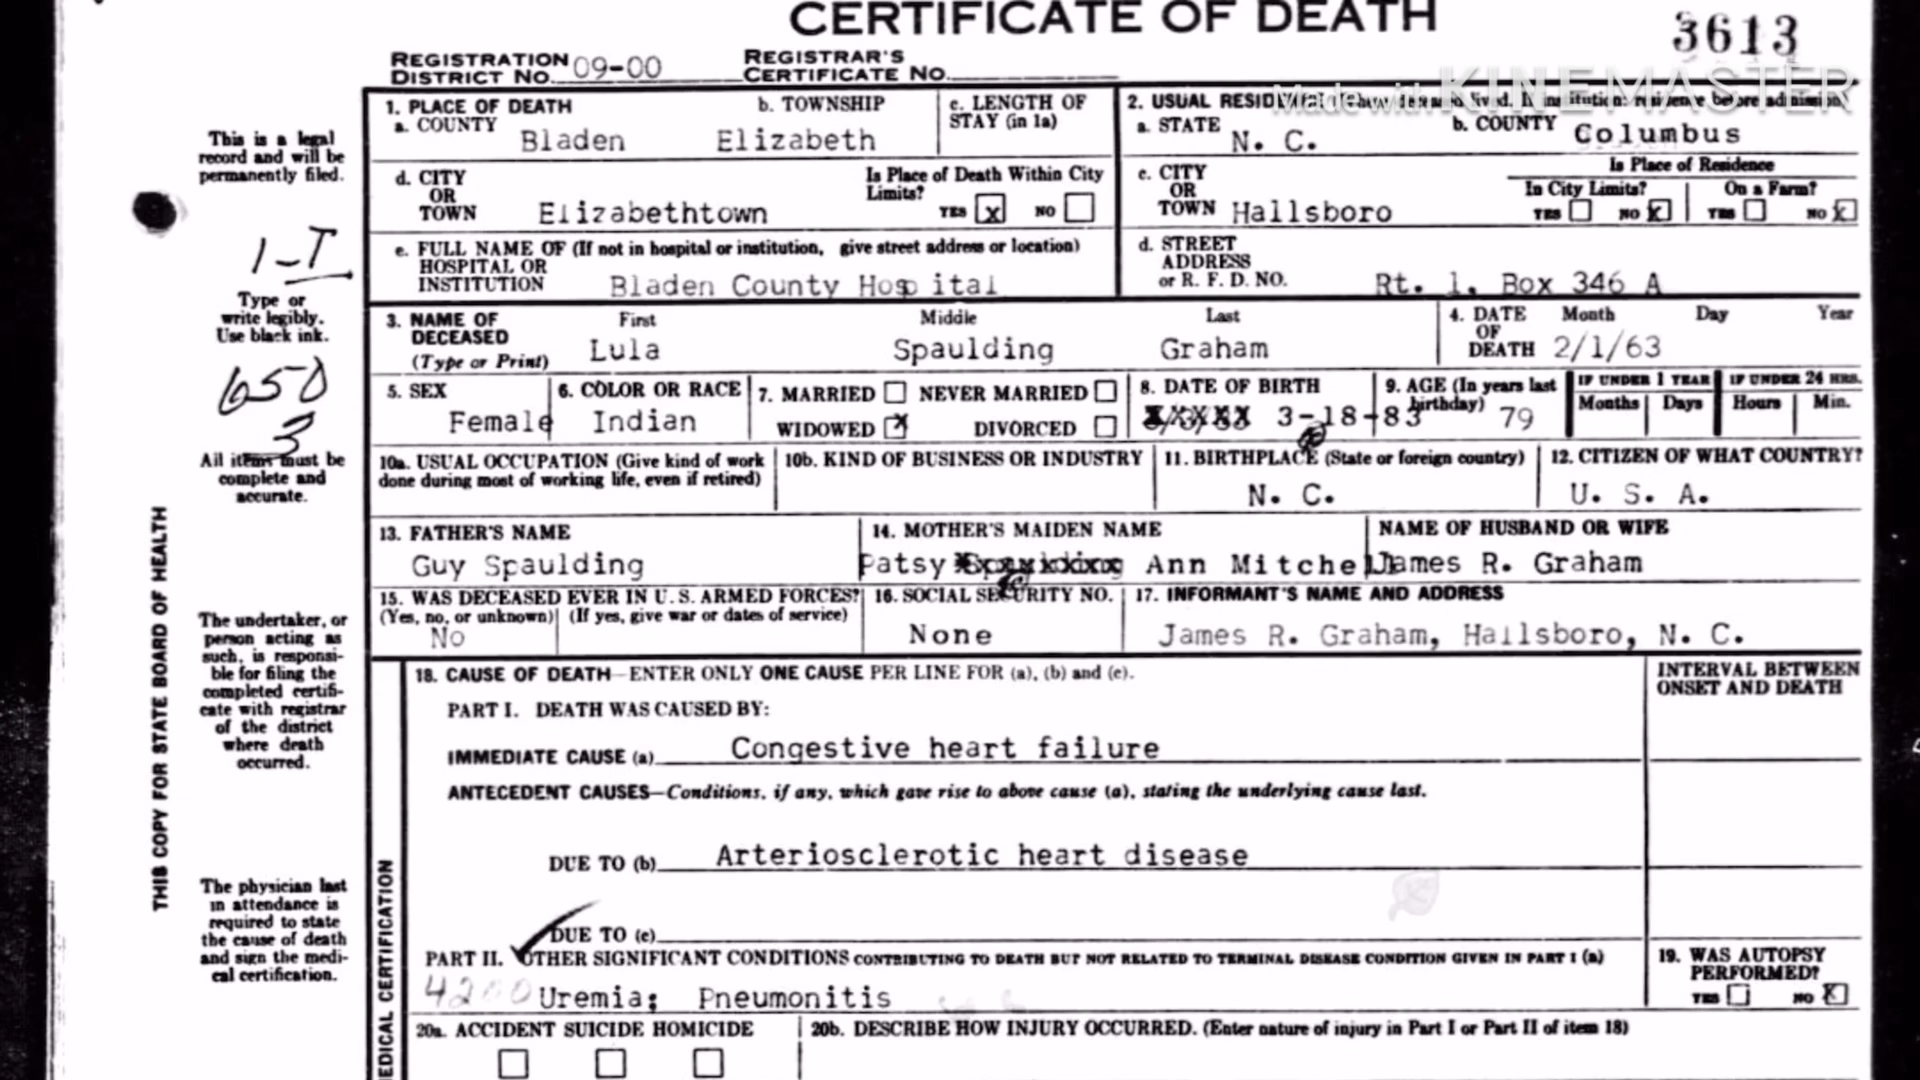 CERTIFICATE OF DEATH
3613
REGISTRATION DISTRICT No. 09-00
REGISTRAR'S CERTIFICATE No.
Made with KINEMASTER
This is a legal record and will be permanently filed.
1-T
Type or write legibly. Use black ink.
650
3
All items must be complete and accurate.
THIS COPY FOR STATE BOARD OF HEALTH
The undertaker, or person acting as such, is responsible for filing the completed certificate with registrar of the district where death occurred.
The physician last in attendance is required to state the cause of death and sign the medical certification.
1. PLACE OF DEATH
a. COUNTY Bladen
b. TOWNSHIP Elizabeth
c. LENGTH OF STAY (in 1a)
2. USUAL RESIDENCE (Where deceased lived. If institution: residence before admission)
a. STATE N. C.
b. COUNTY Columbus
d. CITY OR TOWN Elizabethtown
Is Place of Death Within City Limits?
YES x NO
c. CITY OR TOWN Hallsboro
Is Place of Residence
In City Limits? On a Farm?
YES NO x YES NO x
e. FULL NAME OF HOSPITAL OR INSTITUTION (If not in hospital or institution, give street address or location)
Bladen County Hospital
d. STREET ADDRESS or R. F. D. NO. Rt. 1, Box 346 A
3. NAME OF DECEASED (Type or Print)
First Middle Last
Lula Spaulding Graham
4. DATE OF DEATH Month Day Year
2/1/63
5. SEX Female
6. COLOR OR RACE Indian
7. MARRIED NEVER MARRIED
WIDOWED x DIVORCED
8. DATE OF BIRTH 3-18-83
9. AGE (In years last birthday) 79
IF UNDER 1 YEAR Months Days
IF UNDER 24 HRS. Hours Min.
10a. USUAL OCCUPATION (Give kind of work done during most of working life, even if retired)
10b. KIND OF BUSINESS OR INDUSTRY
11. BIRTHPLACE (State or foreign country) N. C.
12. CITIZEN OF WHAT COUNTRY? U. S. A.
13. FATHER'S NAME Guy Spaulding
14. MOTHER'S MAIDEN NAME Patsy Ann Mitchell
NAME OF HUSBAND OR WIFE James R. Graham
15. WAS DECEASED EVER IN U. S. ARMED FORCES?
(Yes, no, or unknown) (If yes, give war or dates of service)
No
16. SOCIAL SECURITY NO. None
17. INFORMANT'S NAME AND ADDRESS
James R. Graham, Hallsboro, N. C.
MEDICAL CERTIFICATION
18. CAUSE OF DEATH—ENTER ONLY ONE CAUSE PER LINE FOR (a), (b) and (c).
INTERVAL BETWEEN ONSET AND DEATH
PART I. DEATH WAS CAUSED BY:
IMMEDIATE CAUSE (a) Congestive heart failure
ANTECEDENT CAUSES—Conditions, if any, which gave rise to above cause (a), stating the underlying cause last.
DUE TO (b) Arteriosclerotic heart disease
DUE TO (c)
PART II. OTHER SIGNIFICANT CONDITIONS CONTRIBUTING TO DEATH BUT NOT RELATED TO TERMINAL DISEASE CONDITION GIVEN IN PART I (a)
4200 Uremia; Pneumonitis
19. WAS AUTOPSY PERFORMED?
YES NO X
20a. ACCIDENT SUICIDE HOMICIDE
20b. DESCRIBE HOW INJURY OCCURRED. (Enter nature of injury in Part I or Part II of item 18)